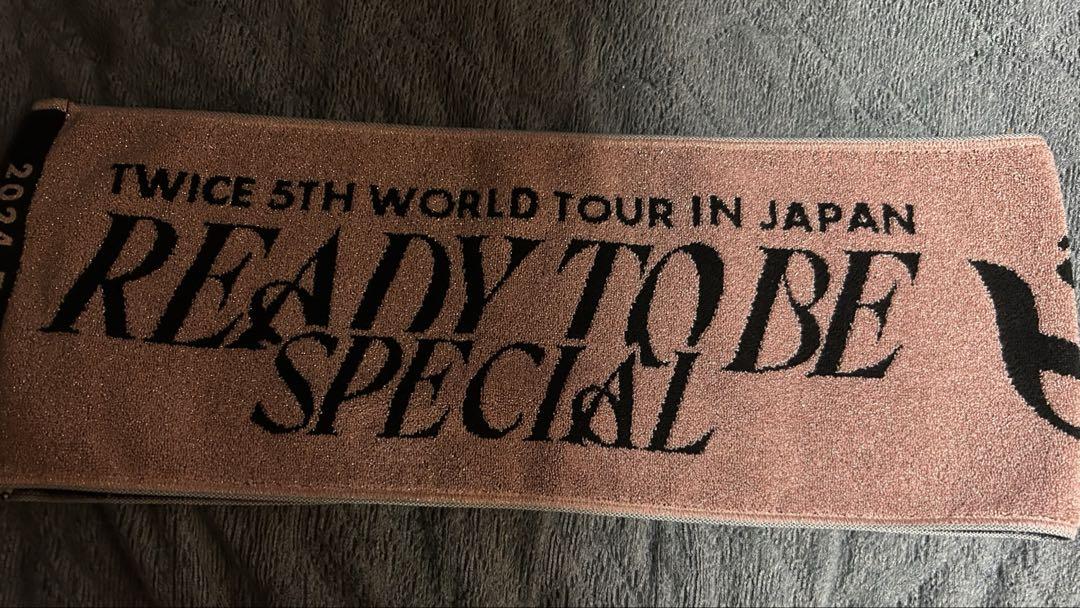 TWICE 5TH WORLD TOUR IN JAPAN
READY TO BE
SPECIAL
2024